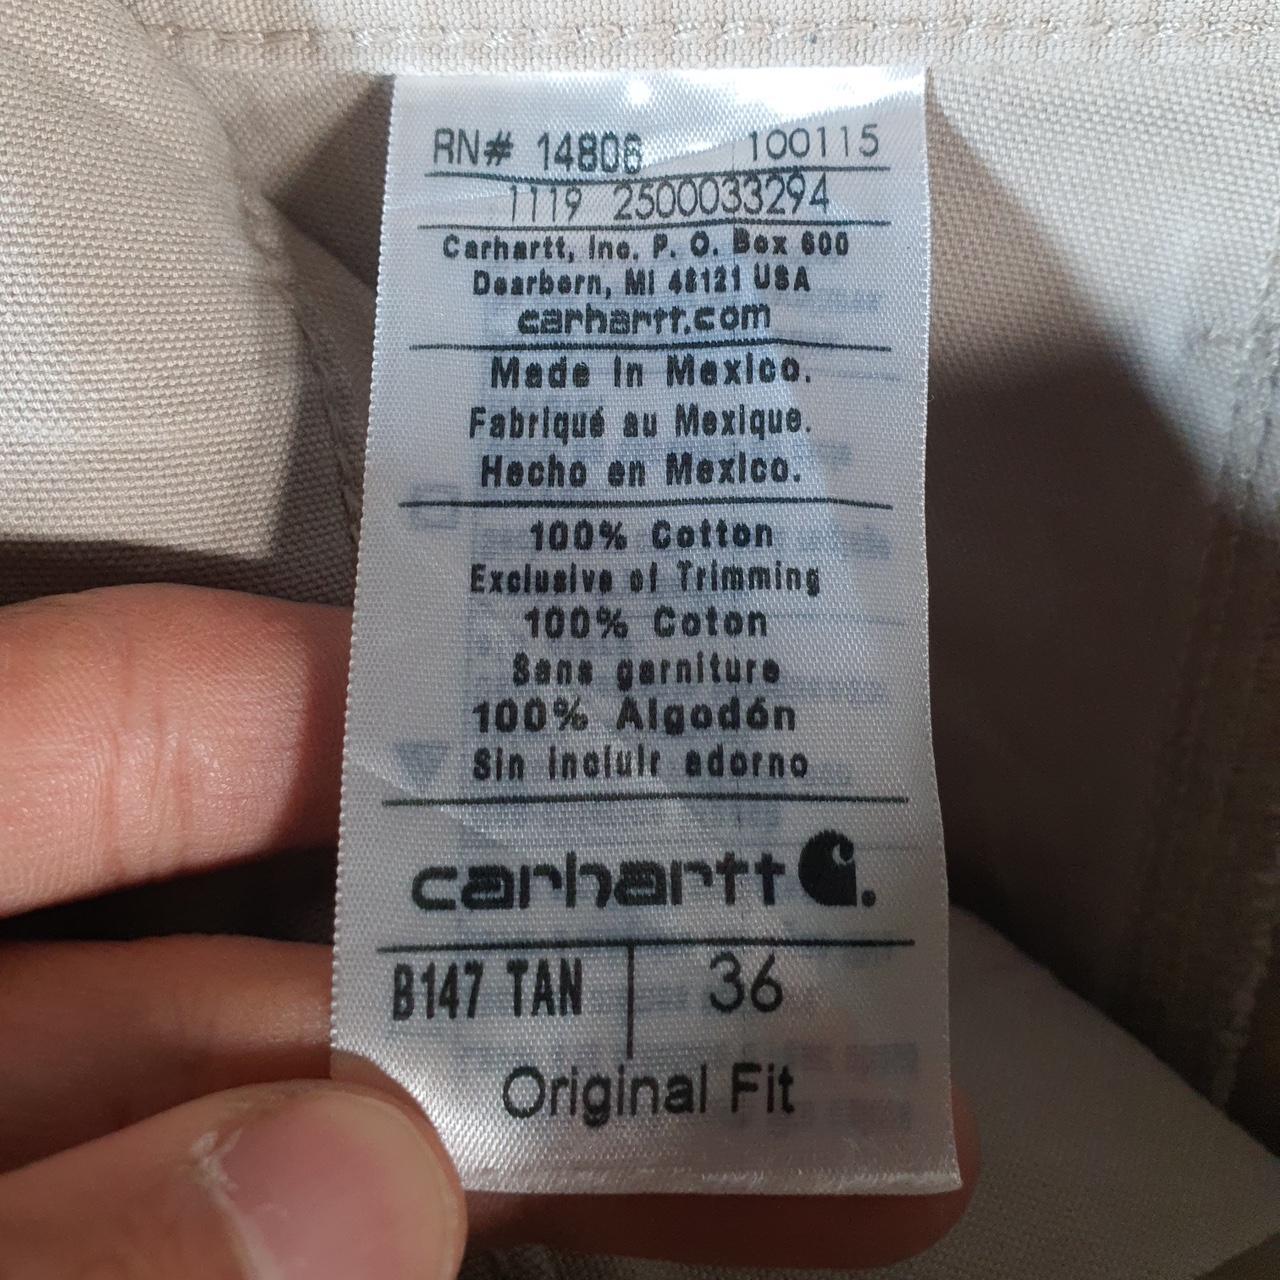 RN# 14806 100115
1119 2500033294
Carhartt, Inc. P. O. Box 600
Dearborn, MI 48121 USA
carhartt.com
Made in Mexico.
Fabriqué au Mexique.
Hecho en Mexico.
100% Cotton
Exclusive of Trimming
100% Coton
Sans garniture
100% Algodón
Sin incluir adorno
carhartt
B147 TAN 36
Original Fit